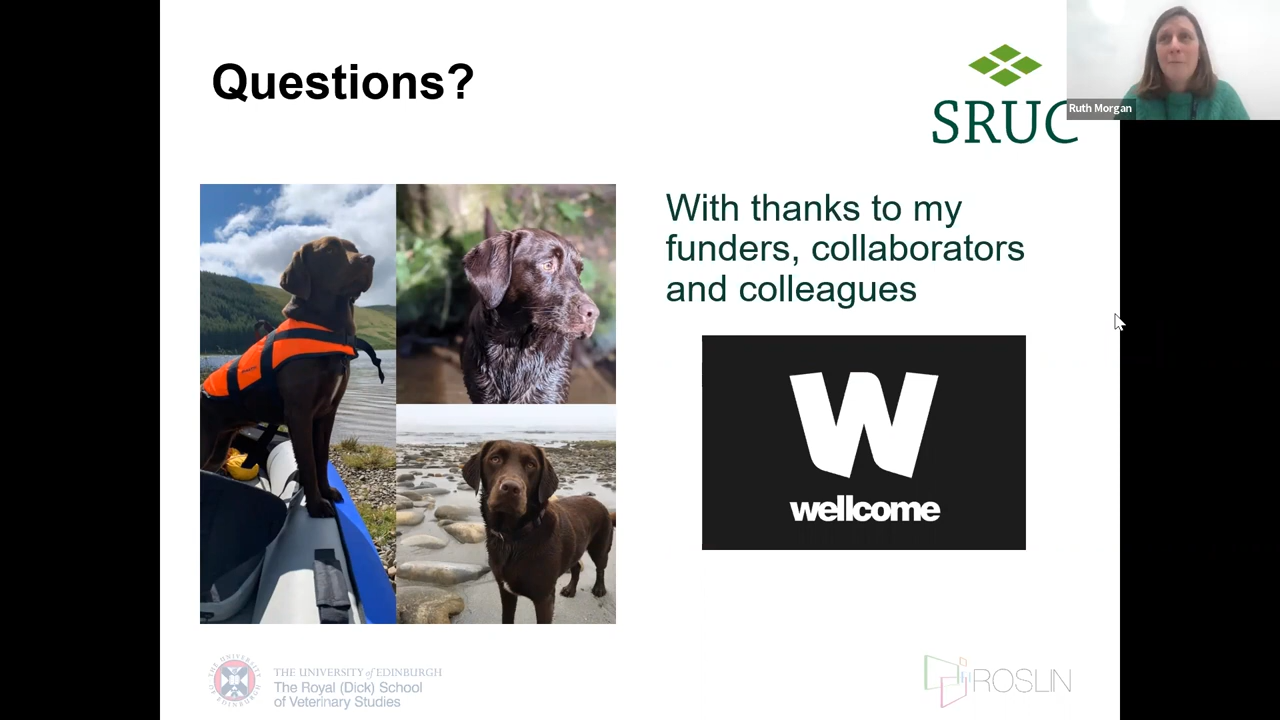 Questions?
SRUC
Ruth Morgan
With thanks to my
funders, collaborators
and colleagues
W
wellcome
THE UNIVERSITY of EDINBURGH
The Royal (Dick) School
of Veterinary Studies
ROSLIN